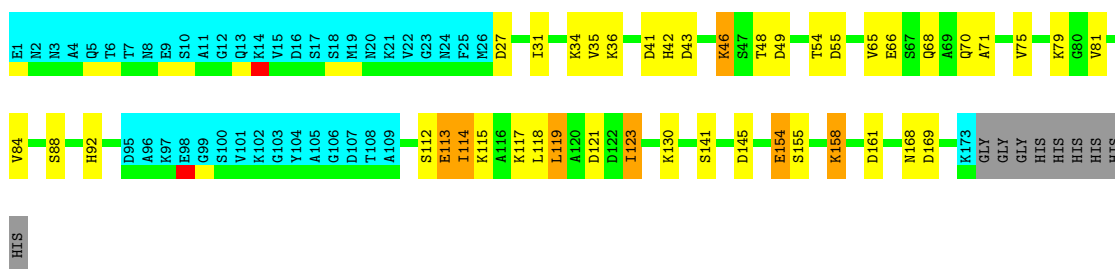 E1 N2 N3 A4 Q5 T6 T7 N8 E9 S10 A11 G12 Q13 K14 V15 D16 S17 S18 M19 N20 K21 V22 G23 N24 F25 M26 D27 I31 K34 V35 K36 D41 H42 D43 K46 S47 T48 D49 T54 D55 V65 E66 S67 Q68 A69 Q70 A71 V75 K79 G80 V81
V84 S88 H92 D95 A96 K97 E98 G99 S100 V101 K102 G103 Y104 A105 G106 D107 T108 A109 S112 E113 I114 K115 A116 K117 L118 L119 A120 D121 D122 I123 K130 S141 D145 E154 S155 K158 D161 N168 D169 K173 GLY GLY GLY HIS HIS HIS HIS HIS
HIS